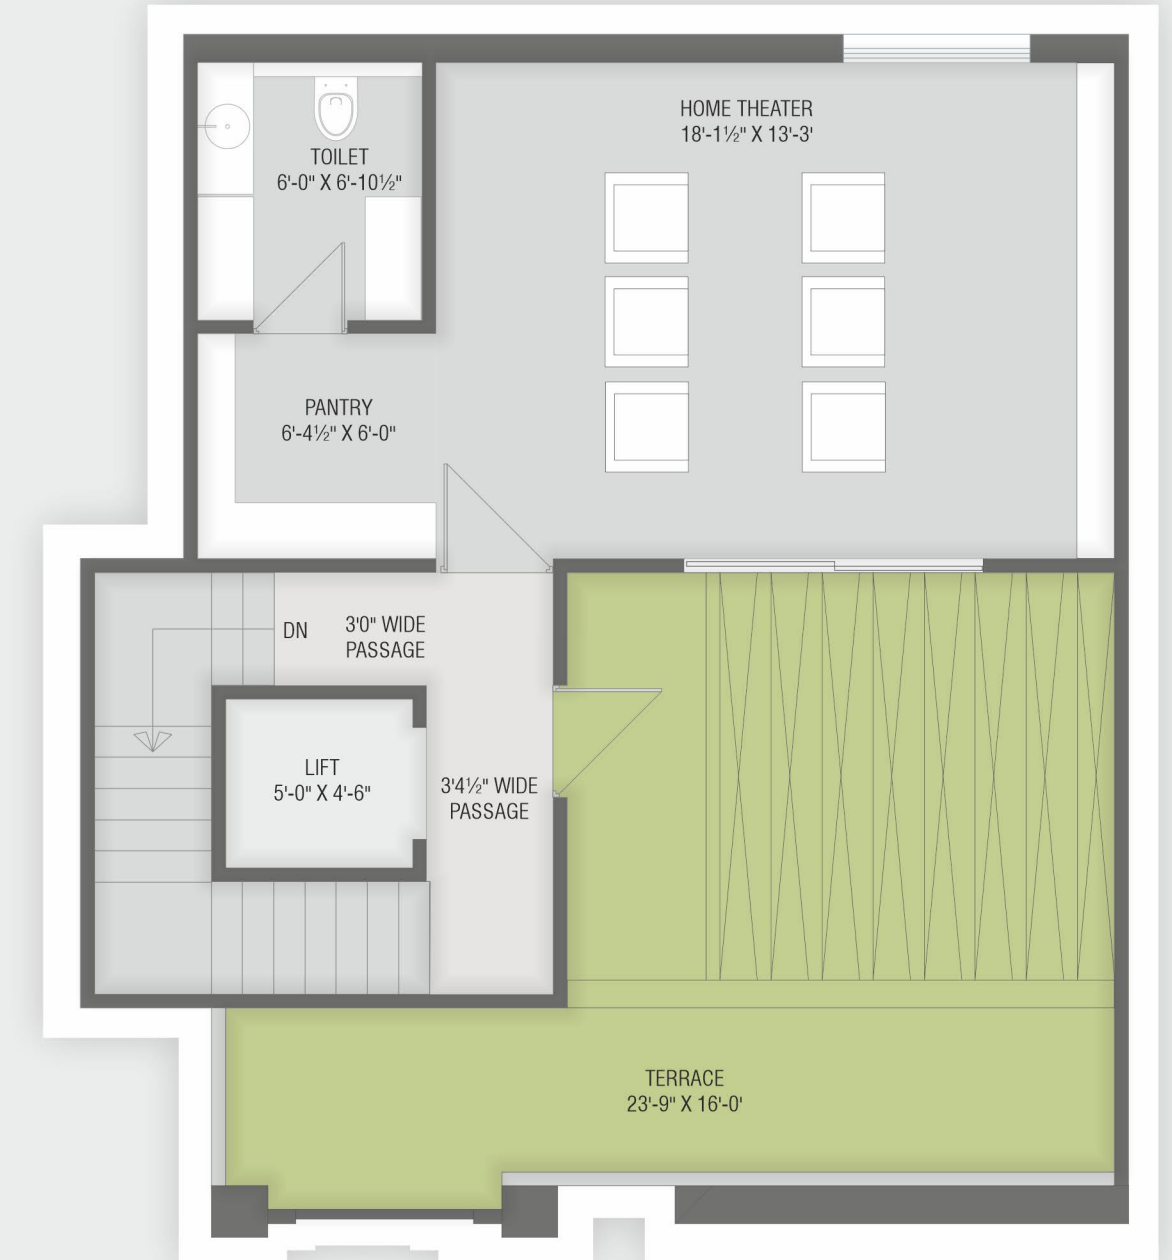 HOME THEATER
18'-1½" X 13'-3'
TOILET
6'-0" X 6'-10½"
PANTRY
6'-4½" X 6'-0"
DN
3'0" WIDE
PASSAGE
LIFT
5'-0" X 4'-6"
3'4½" WIDE
PASSAGE
TERRACE
23'-9" X 16'-0'